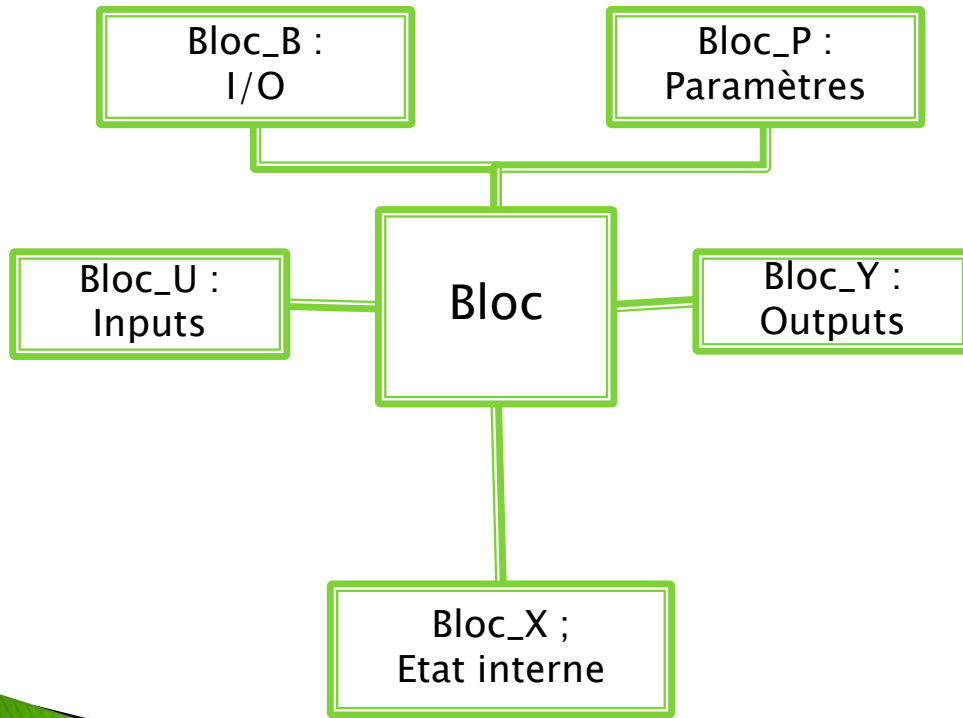 Bloc_B :
I/O
Bloc_P :
Paramètres
Bloc_U :
Inputs
Bloc
Bloc_Y :
Outputs
Bloc_X ;
Etat interne